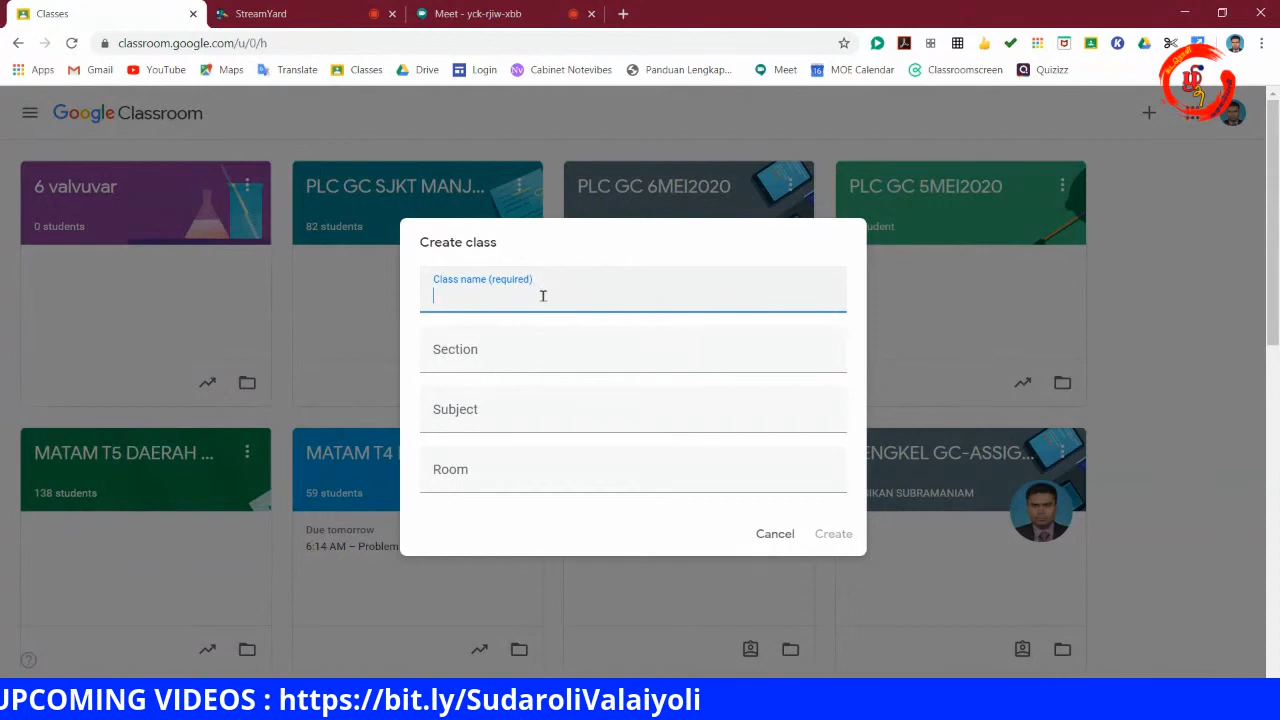 Classes
StreamYard
Meet - yck-rjiw-xbb
classroom.google.com/u/0/h
Apps
Gmail
YouTube
Maps
Translate
Classes
Drive
Login
Cabinet Notevibes
Panduan Lengkap...
Meet
MOE Calendar
Classroomscreen
Quizizz
Google Classroom
6 valvuvar
0 students
PLC GC SJKT MANJ...
82 students
PLC GC 6MEI2020
PLC GC 5MEI2020
Create class
Class name (required)
Section
Subject
Room
Cancel
Create
MATAM T5 DAERAH ...
138 students
MATAM T4
59 students
Due tomorrow
6:14 AM – Problem
ENGKEL GC-ASSIG...
SIKAN SUBRAMANIAM
UPCOMING VIDEOS : https://bit.ly/SudaroliValaiyoli